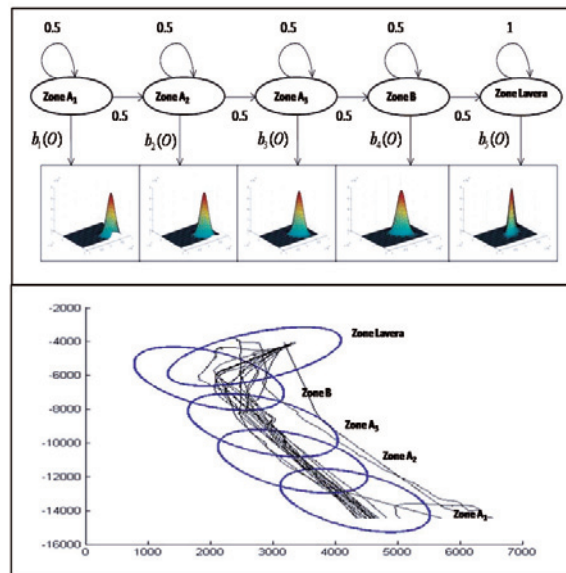 0.5 0.5 0.5 0.5 1
Zone A1 Zone A2 Zone A3 Zone B Zone Lavera
0.5 0.5 0.5 0.5
b1(O) b2(O) b3(O) b4(O) b5(O)
-2000
Zone Lavera
-4000
-6000
Zone B
-8000
Zone A3
-10000
Zone A2
-12000
-14000
Zone A1
-16000
0 1000 2000 3000 4000 5000 6000 7000